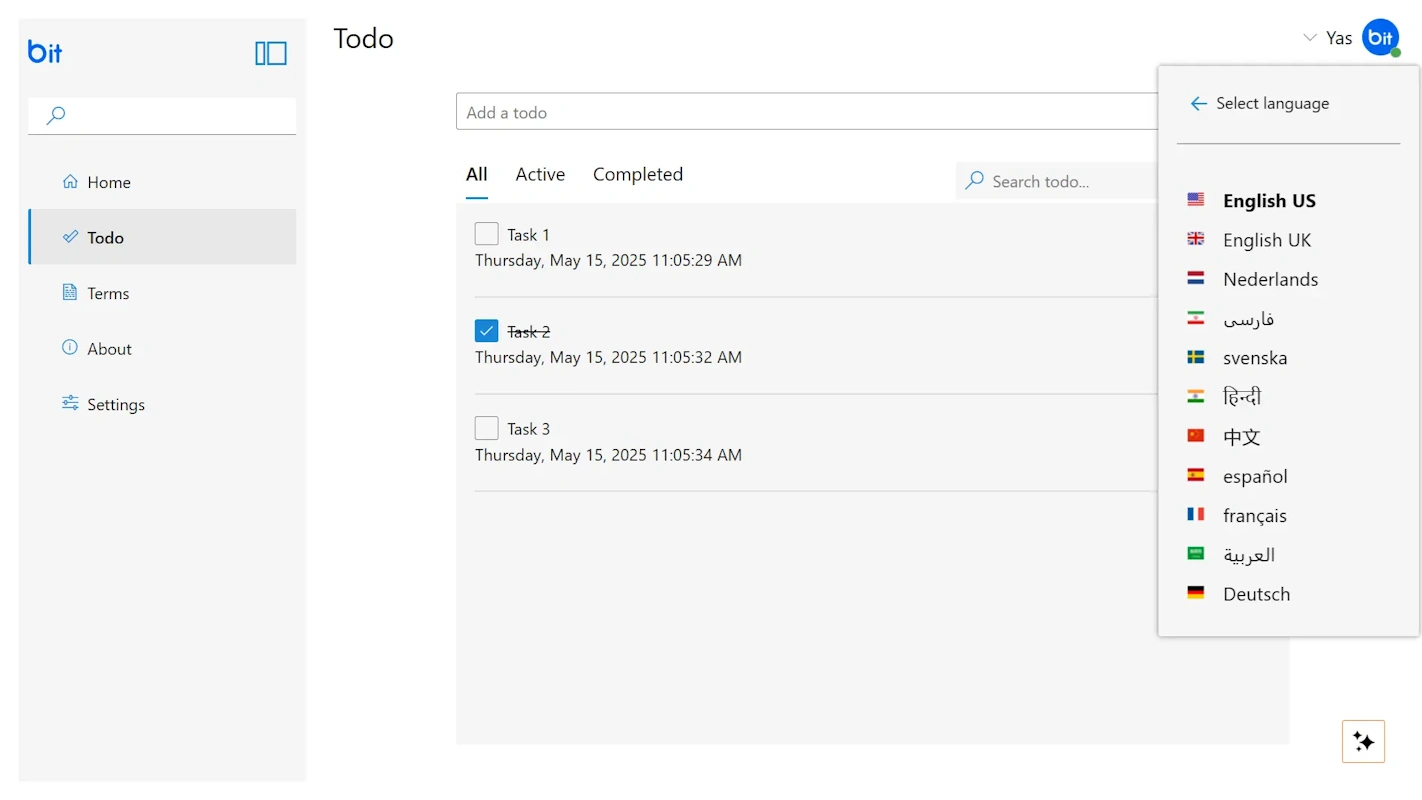 bit
Todo
Yas
bit
Home
Todo
Terms
About
Settings
Add a todo
All Active Completed
Search todo...
Task 1
Thursday, May 15, 2025 11:05:29 AM
Task 2
Thursday, May 15, 2025 11:05:32 AM
Task 3
Thursday, May 15, 2025 11:05:34 AM
Select language
English US
English UK
Nederlands
فارسی
svenska
हिन्दी
中文
español
français
العربية
Deutsch